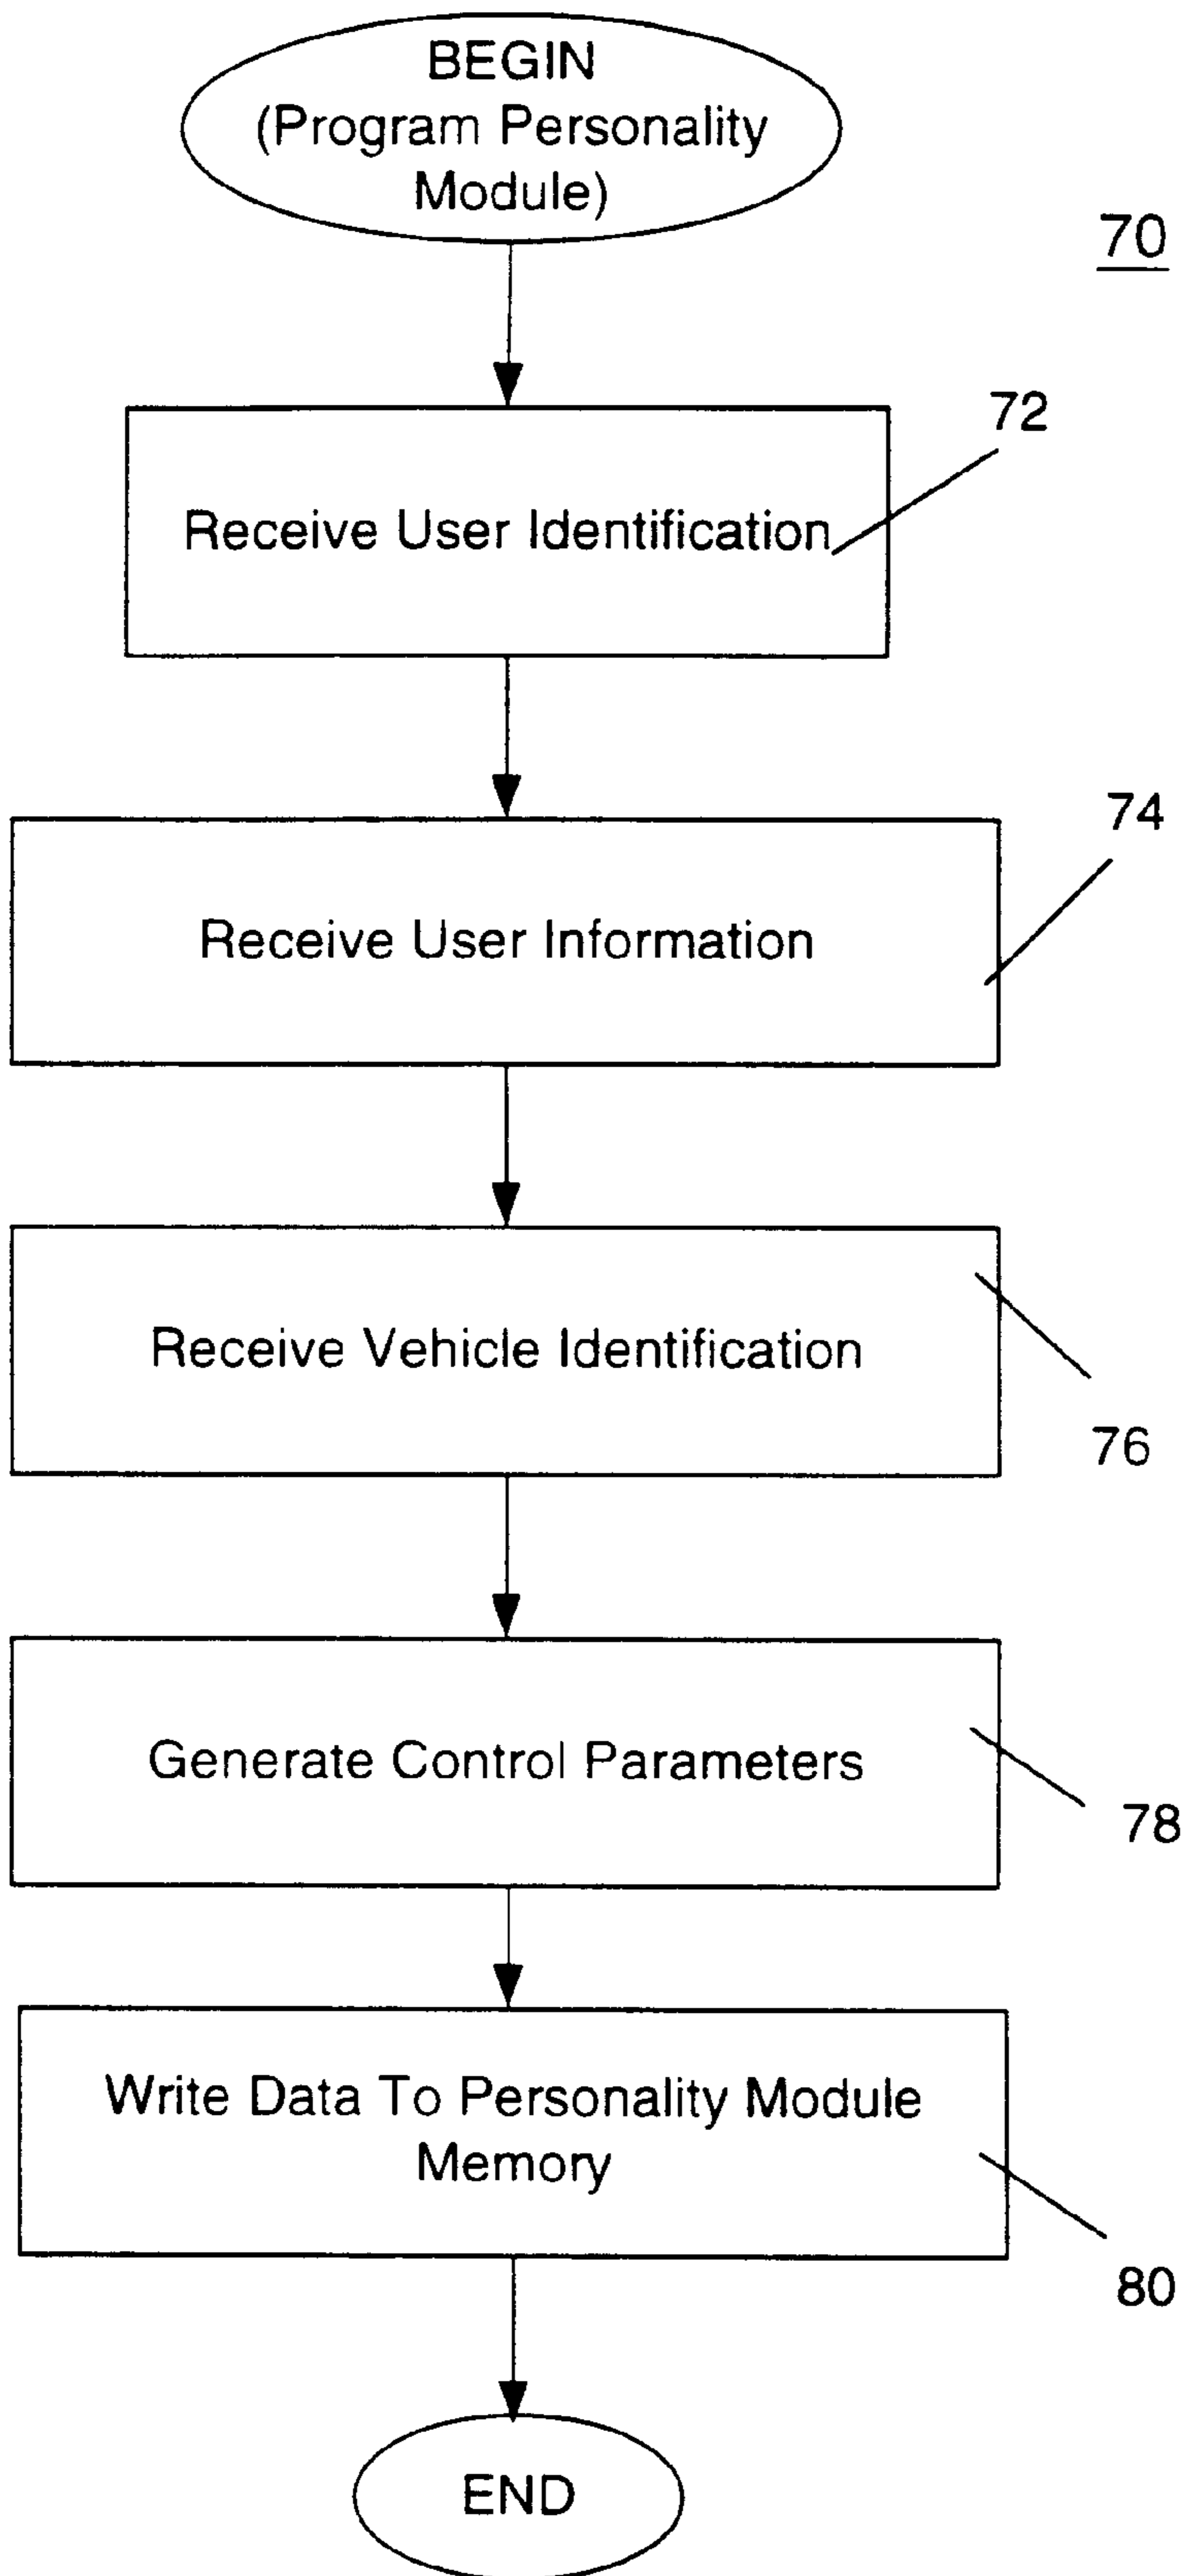 BEGIN
(Program Personality
Module)
70
72
Receive User Identification
74
Receive User Information
Receive Vehicle Identification
76
Generate Control Parameters
78
Write Data To Personality Module
Memory
80
END